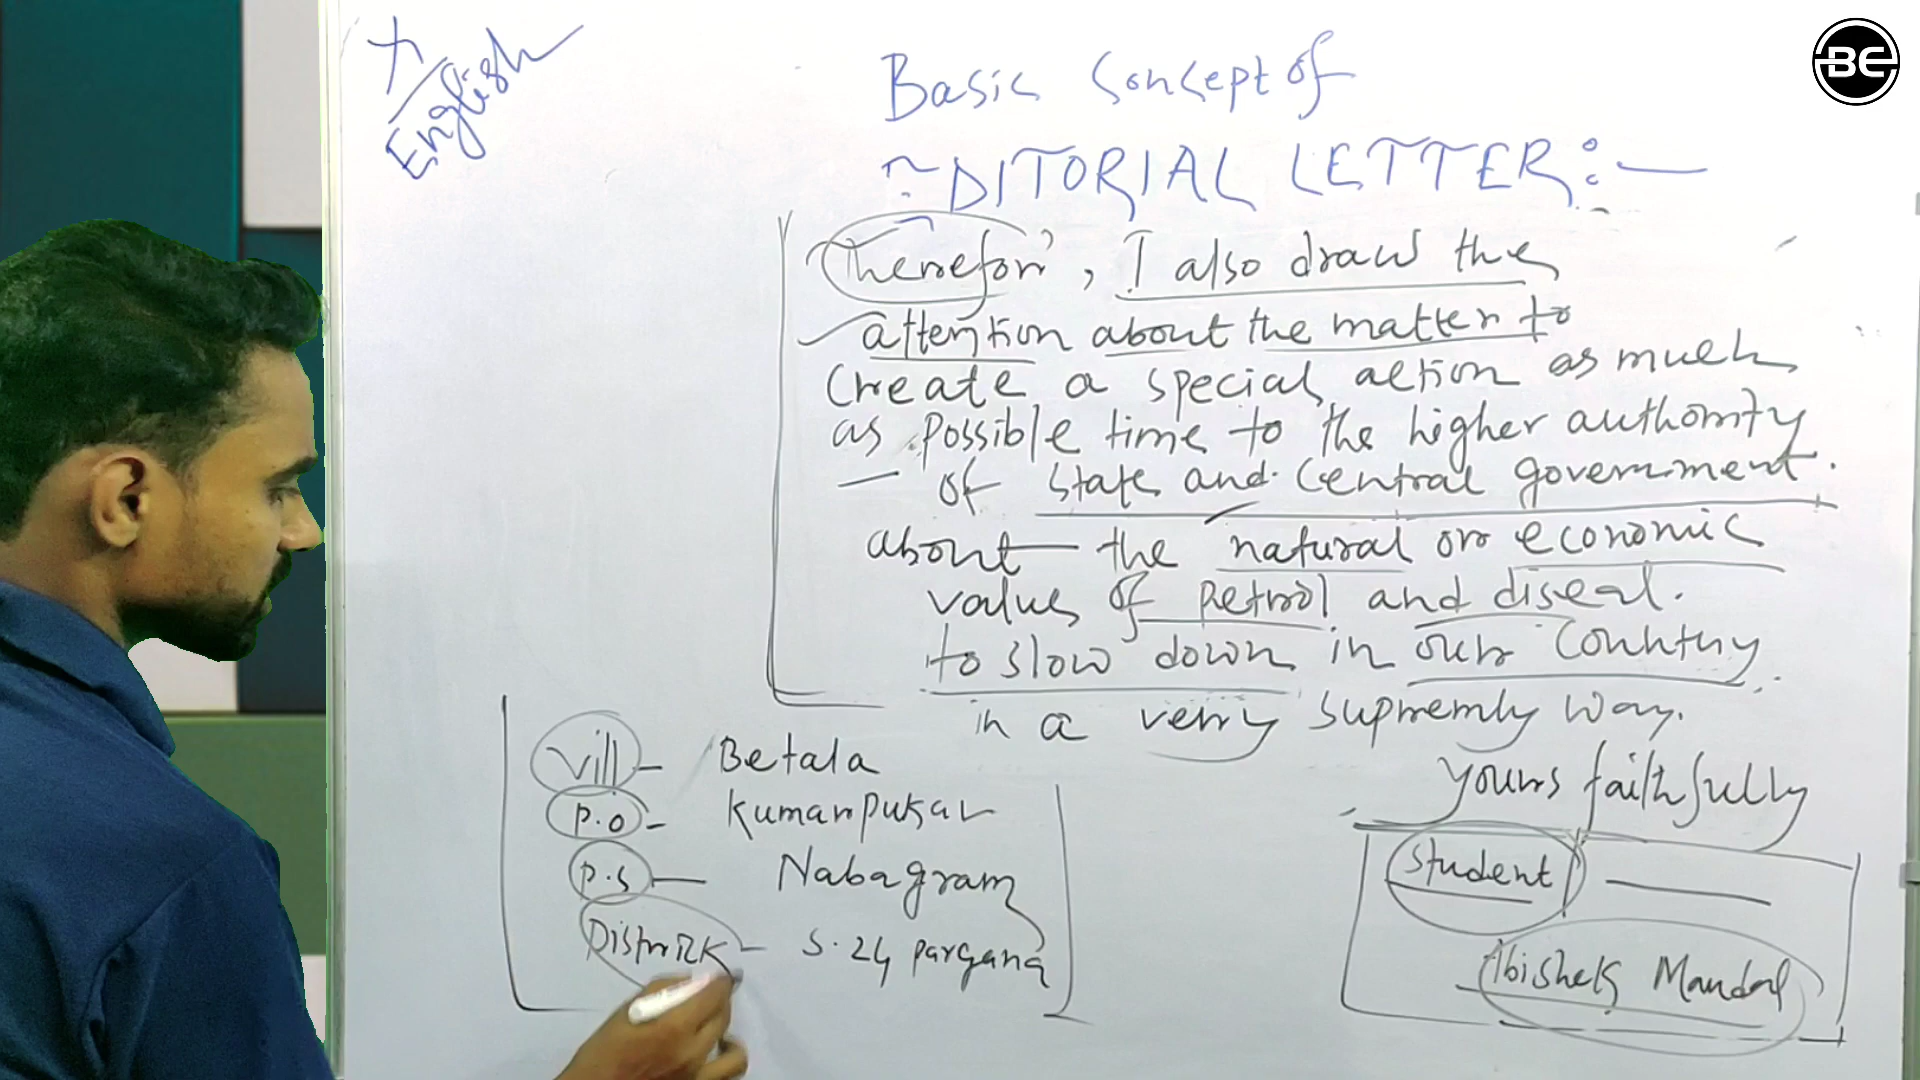 English
BE
Basic Concept of
EDITORIAL LETTER:—
Therefore, I also draw the
attention about the matter to
create a special action as much
as possible time to the higher authority
— of state and central government.
about the natural or economic
value of petrol and diseal.
to slow down in our country
in a very supremly way.
yours faithfully
Student
Abishek Mandal
Vill — Betala
P.O — Kumarpukar
P.S — Nabagram
District — S. 24 pargana